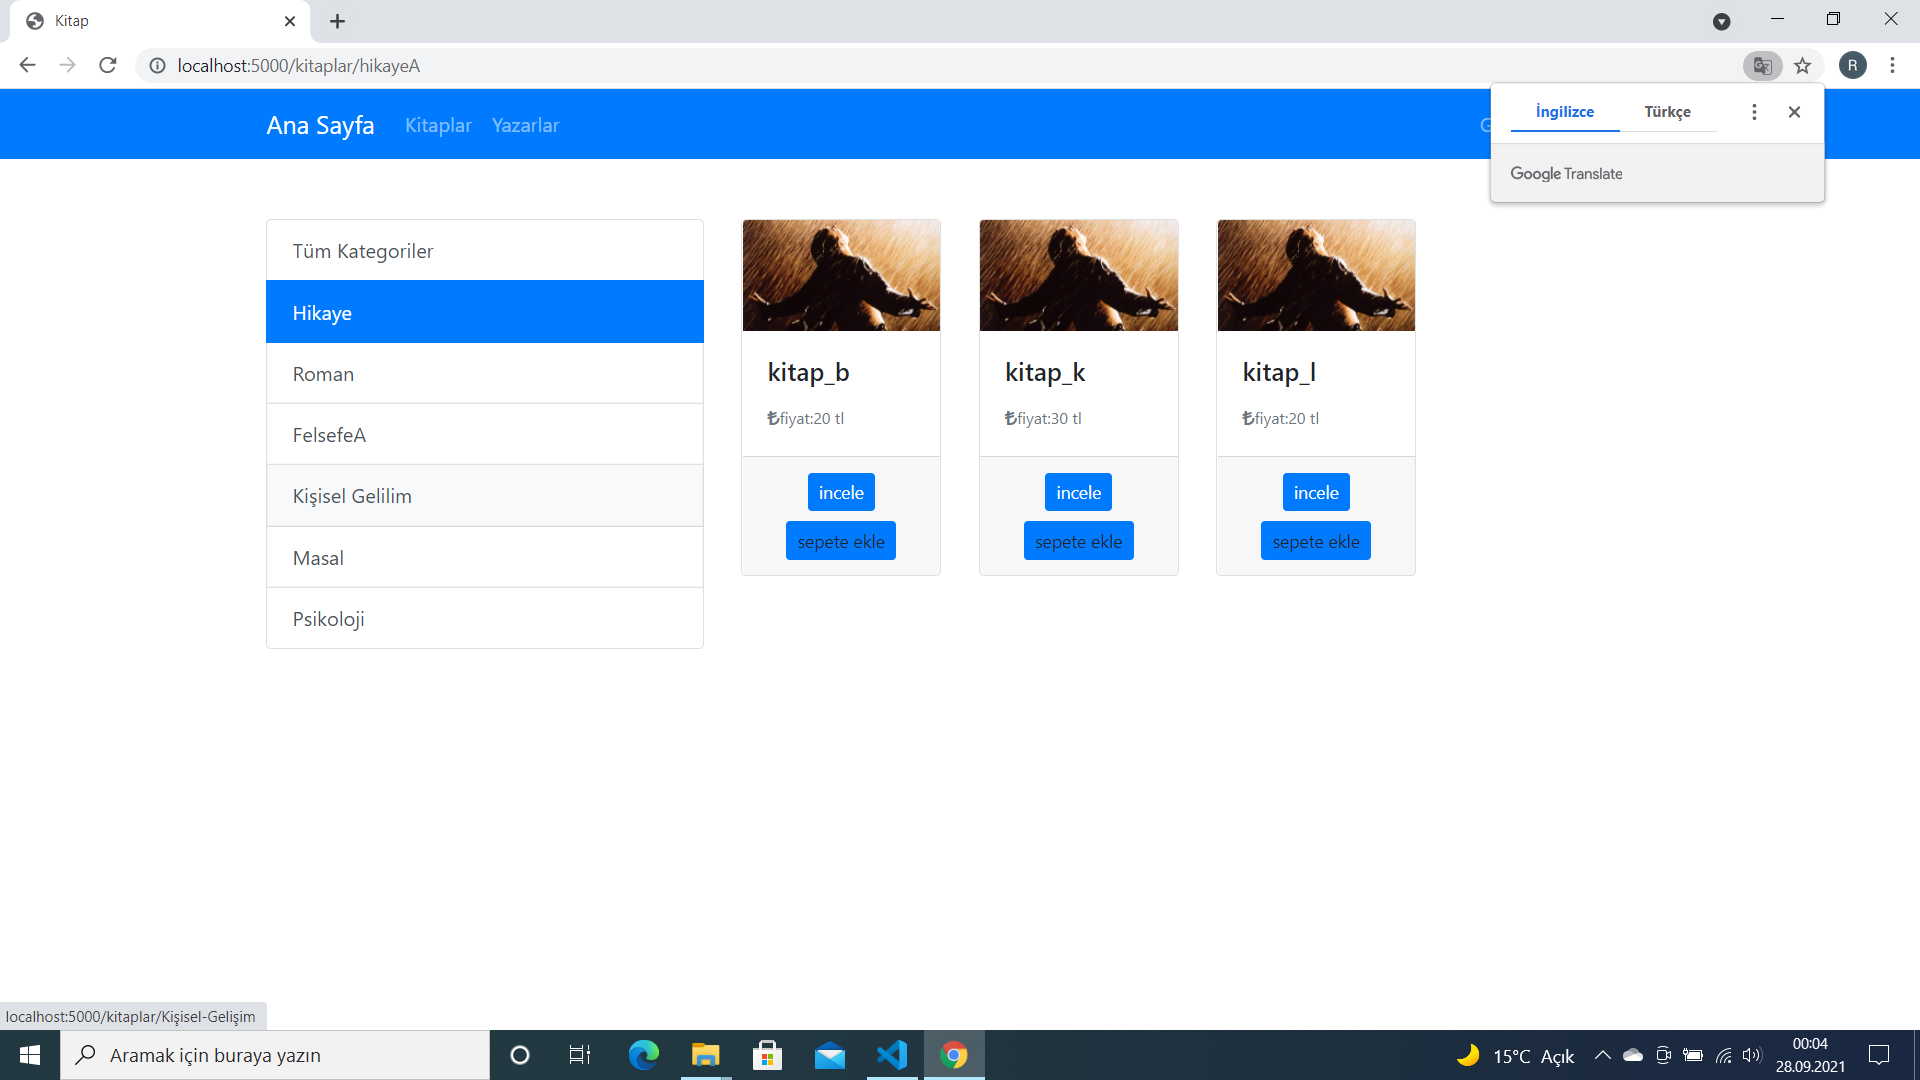 Kitap
localhost:5000/kitaplar/hikayeA
R
Ana Sayfa Kitaplar Yazarlar
İngilizce Türkçe
Google Translate
Tüm Kategoriler
Hikaye
Roman
FelsefeA
Kişisel Gelilim
Masal
Psikoloji
kitap_b
₺fiyat:20 tl
incele
sepete ekle
kitap_k
₺fiyat:30 tl
incele
sepete ekle
kitap_l
₺fiyat:20 tl
incele
sepete ekle
localhost:5000/kitaplar/Kişisel-Gelişim
Aramak için buraya yazın
15°C Açık
00:04
28.09.2021